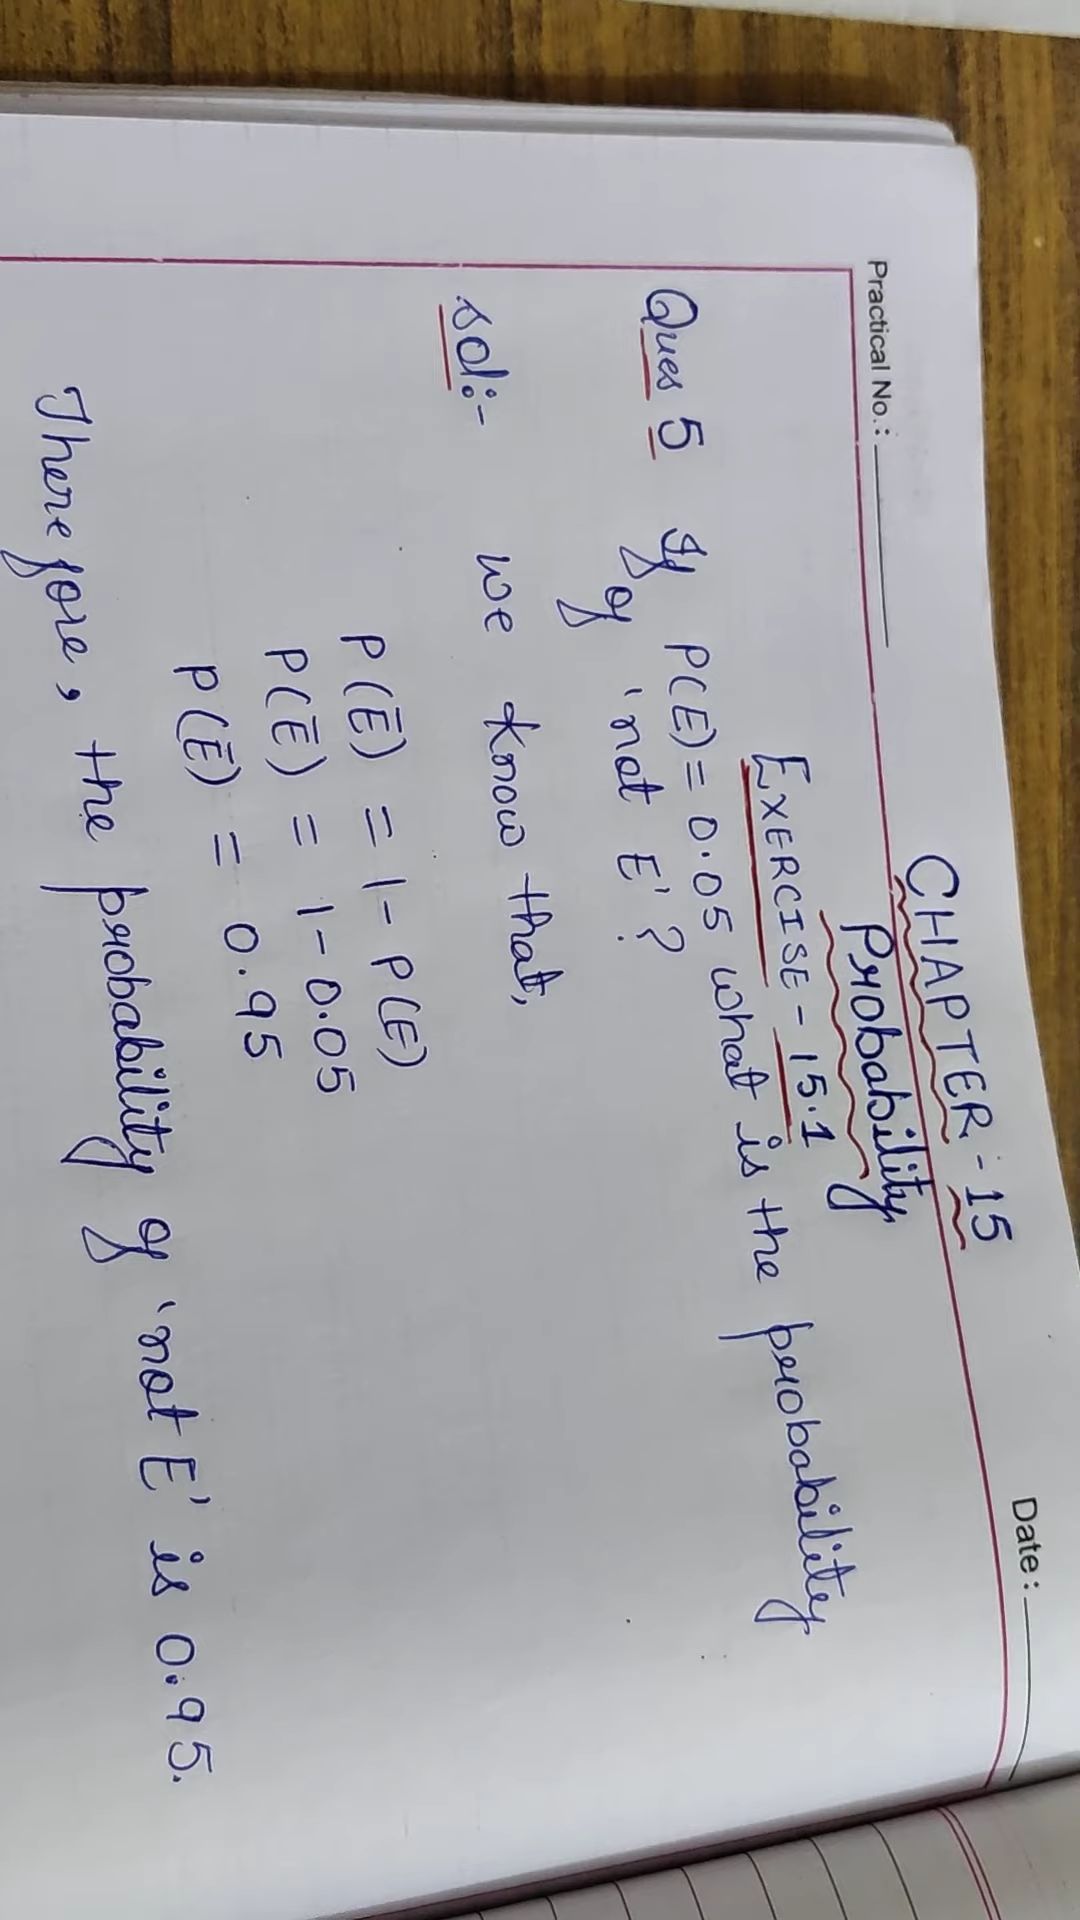 Practical No.: Date:
CHAPTER-15
Probability
EXERCISE-15.1
Ques 5 If P(E)=0.05 what is the probability
of 'not E'?
sol:- we know that,
P(Ē) = 1-P(E)
P(Ē) = 1-0.05
P(Ē) = 0.95
Therefore, the probability of 'not E' is 0.95.